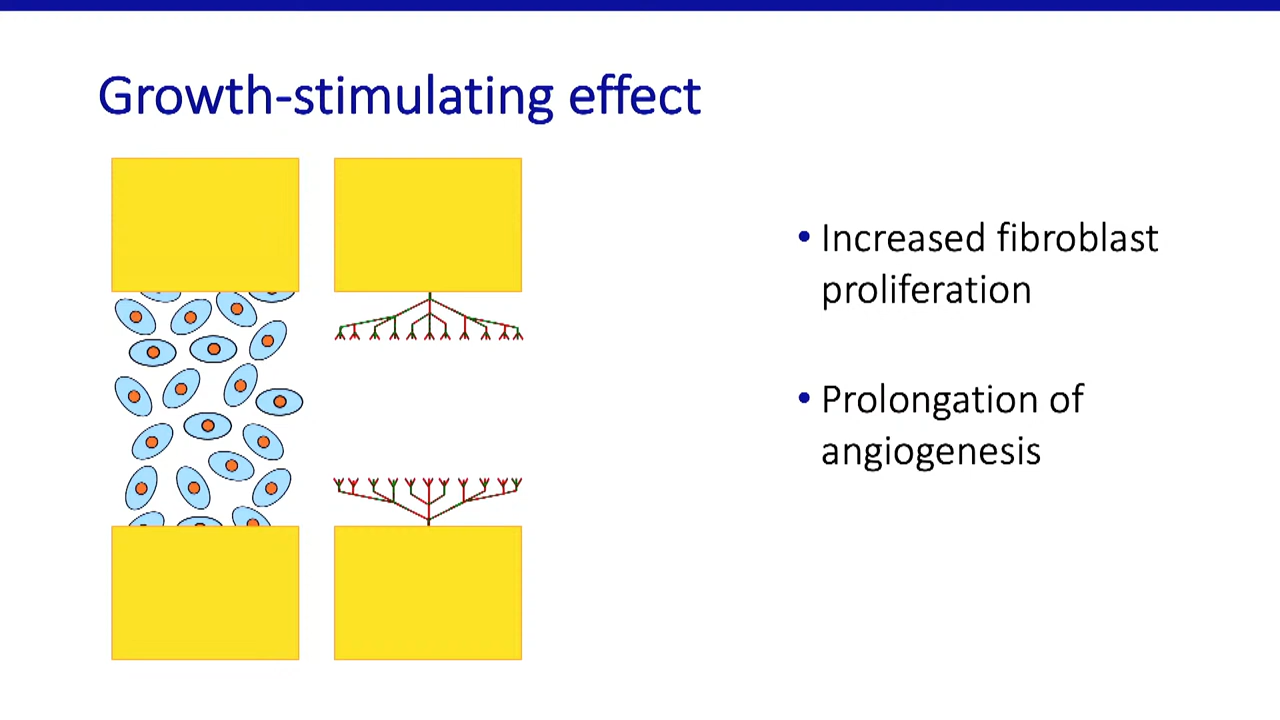 Growth-stimulating effect
• Increased fibroblast
proliferation
• Prolongation of
angiogenesis